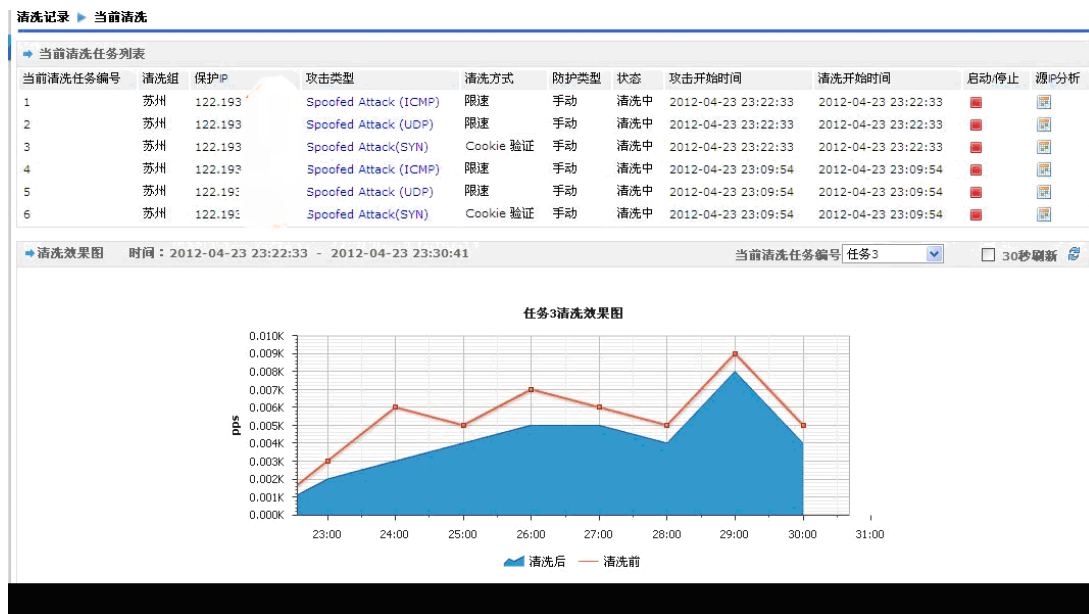 清洗记录 ▶ 当前清洗
当前清洗任务列表
当前清洗任务编号 清洗组 保护IP 攻击类型 清洗方式 防护类型 状态 攻击开始时间 清洗开始时间 启动/停止 源IP分析
1 苏州 122.193 Spoofed Attack (ICMP) 限速 手动 清洗中 2012-04-23 23:22:33 2012-04-23 23:22:33
2 苏州 122.193 Spoofed Attack (UDP) 限速 手动 清洗中 2012-04-23 23:22:33 2012-04-23 23:22:33
3 苏州 122.193 Spoofed Attack(SYN) Cookie 验证 手动 清洗中 2012-04-23 23:22:33 2012-04-23 23:22:33
4 苏州 122.193 Spoofed Attack (ICMP) 限速 手动 清洗中 2012-04-23 23:09:54 2012-04-23 23:09:54
5 苏州 122.193 Spoofed Attack (UDP) 限速 手动 清洗中 2012-04-23 23:09:54 2012-04-23 23:09:54
6 苏州 122.193 Spoofed Attack(SYN) Cookie 验证 手动 清洗中 2012-04-23 23:09:54 2012-04-23 23:09:54
清洗效果图 时间：2012-04-23 23:22:33 - 2012-04-23 23:30:41 当前清洗任务编号 任务3 30秒刷新
任务3清洗效果图
0.010K
0.009K
0.008K
0.007K
0.006K
0.005K
0.004K
0.003K
0.002K
0.001K
0.000K
pps
23:00 24:00 25:00 26:00 27:00 28:00 29:00 30:00 31:00
清洗后 清洗前